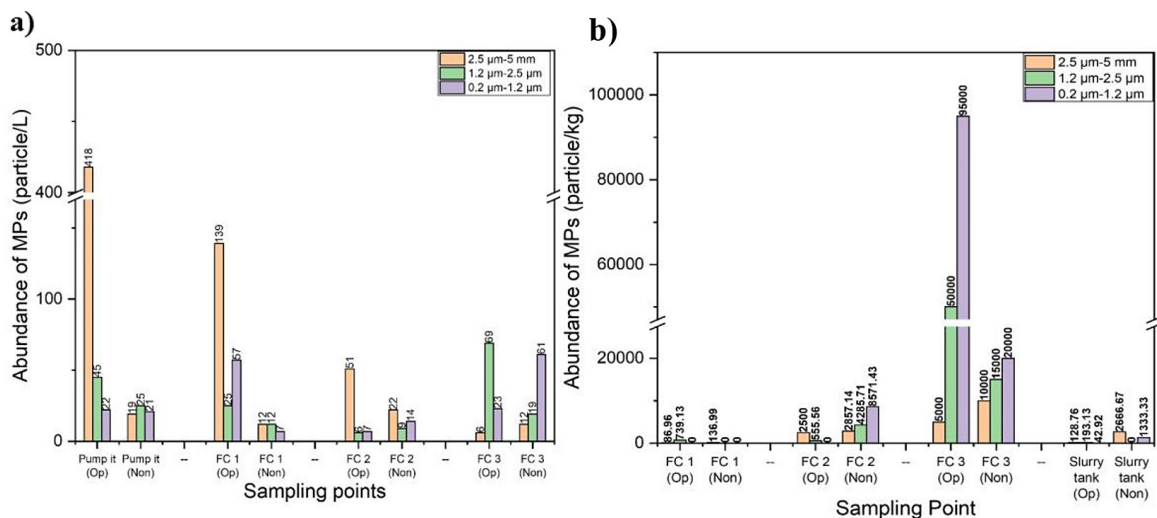 a)
500
400
100
0
Abundance of MPs (particle/L)
2.5 µm-5 mm
1.2 µm-2.5 µm
0.2 µm-1.2 µm
418
45
22
19
25
21
139
25
57
12
12
7
51
6
7
22
9
14
6
69
23
12
19
61
Pump it
(Op)
Pump it
(Non)
--
FC 1
(Op)
FC 1
(Non)
--
FC 2
(Op)
FC 2
(Non)
--
FC 3
(Op)
FC 3
(Non)
Sampling points
b)
100000
80000
60000
40000
20000
0
Abundance of MPs (particle/kg)
2.5 µm-5 mm
1.2 µm-2.5 µm
0.2 µm-1.2 µm
86.96
739.13
0
136.99
0
0
2500
555.56
0
2857.14
4285.71
8571.43
5000
50000
95000
10000
15000
20000
128.76
193.13
42.92
2666.67
0
1333.33
FC 1
(Op)
FC 1
(Non)
--
FC 2
(Op)
FC 2
(Non)
--
FC 3
(Op)
FC 3
(Non)
--
Slurry
tank
(Op)
Slurry
tank
(Non)
Sampling Point